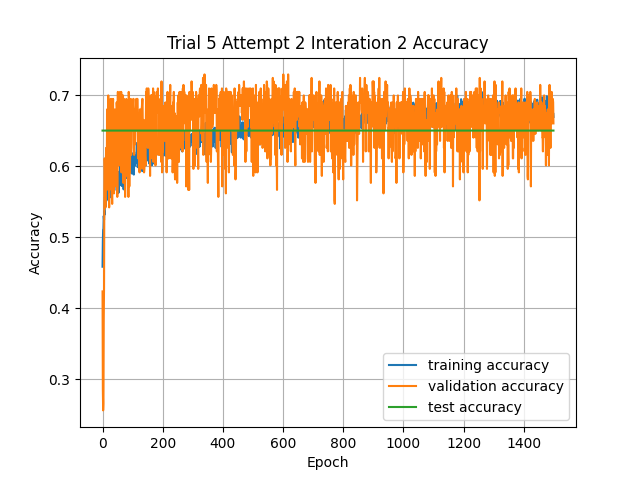 Trial 5 Attempt 2 Interation 2 Accuracy
0.7
0.6
0.5
0.4
0.3
Accuracy
0
200
400
600
800
1000
1200
1400
Epoch
training accuracy
validation accuracy
test accuracy